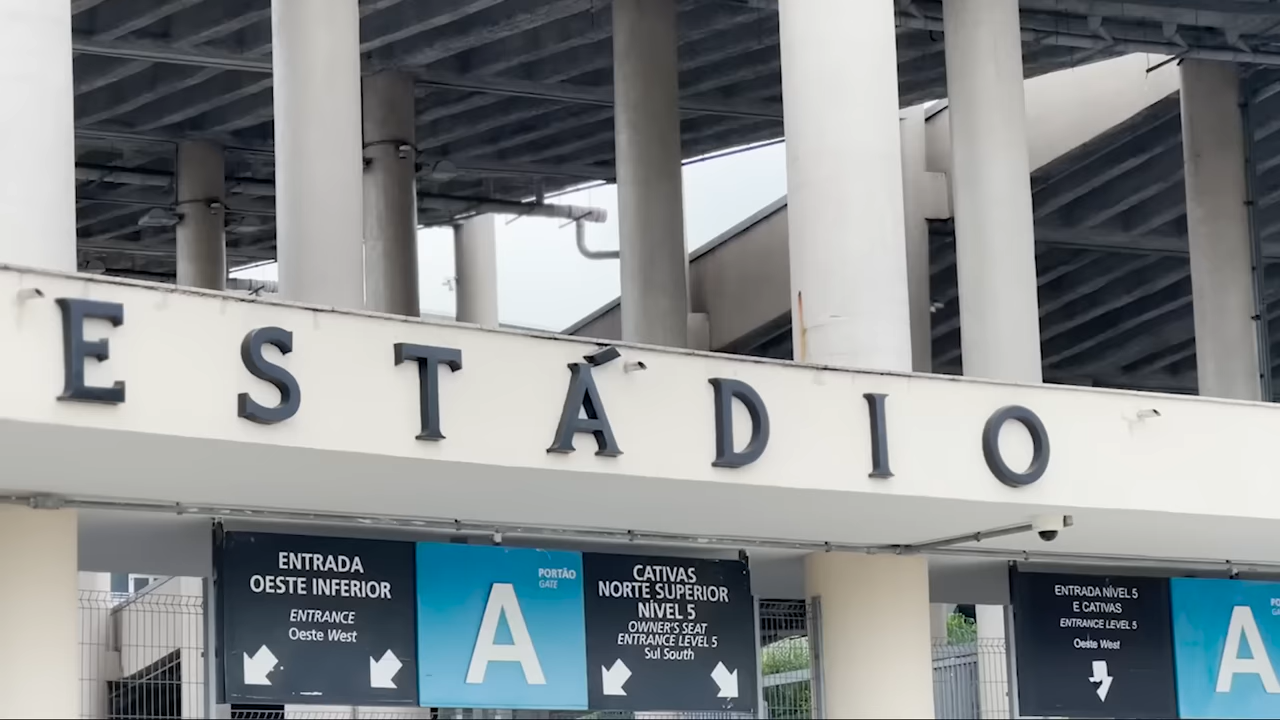 ESTÁDIO
ENTRADA
OESTE INFERIOR
ENTRANCE
Oeste West
PORTÃO
GATE
A
CATIVAS
NORTE SUPERIOR
NÍVEL 5
OWNER'S SEAT
ENTRANCE LEVEL 5
Sul South
ENTRADA NÍVEL 5
E CATIVAS
ENTRANCE LEVEL 5
Oeste West
A